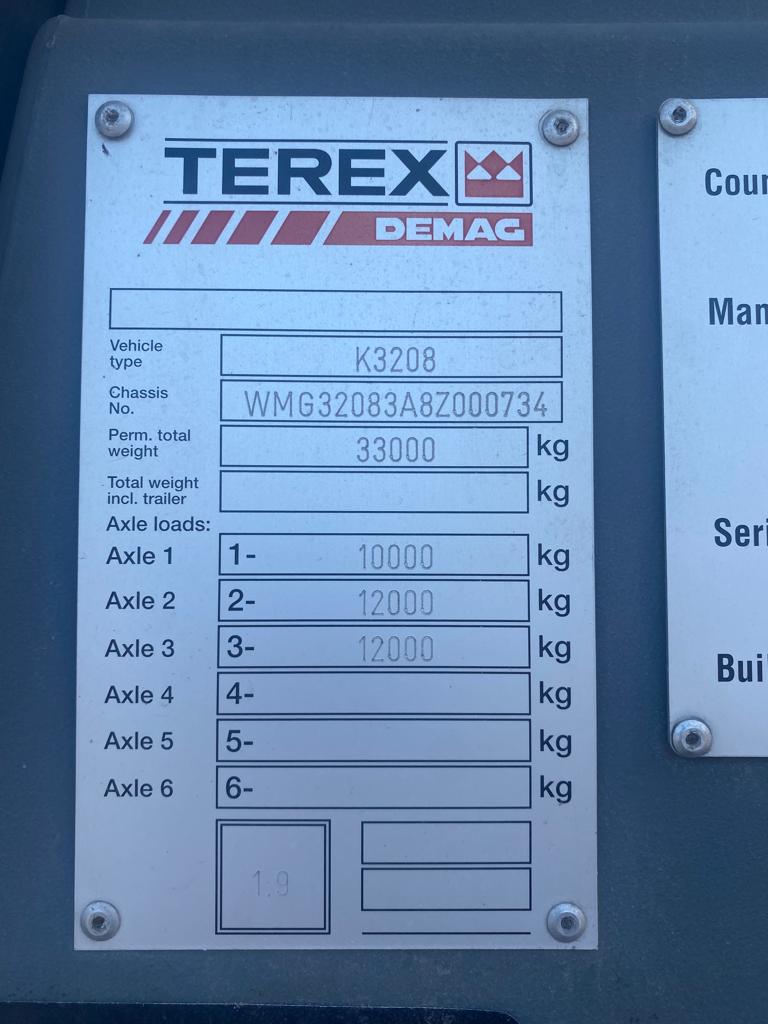 TEREX
DEMAG
Vehicle
type
K3208
Chassis
No.
WMG32083A8Z000734
Perm. total
weight
33000 kg
Total weight
incl. trailer
kg
Axle loads:
Axle 1 1- 10000 kg
Axle 2 2- 12000 kg
Axle 3 3- 12000 kg
Axle 4 4- kg
Axle 5 5- kg
Axle 6 6- kg
1.9
Coun
Man
Seri
Buil